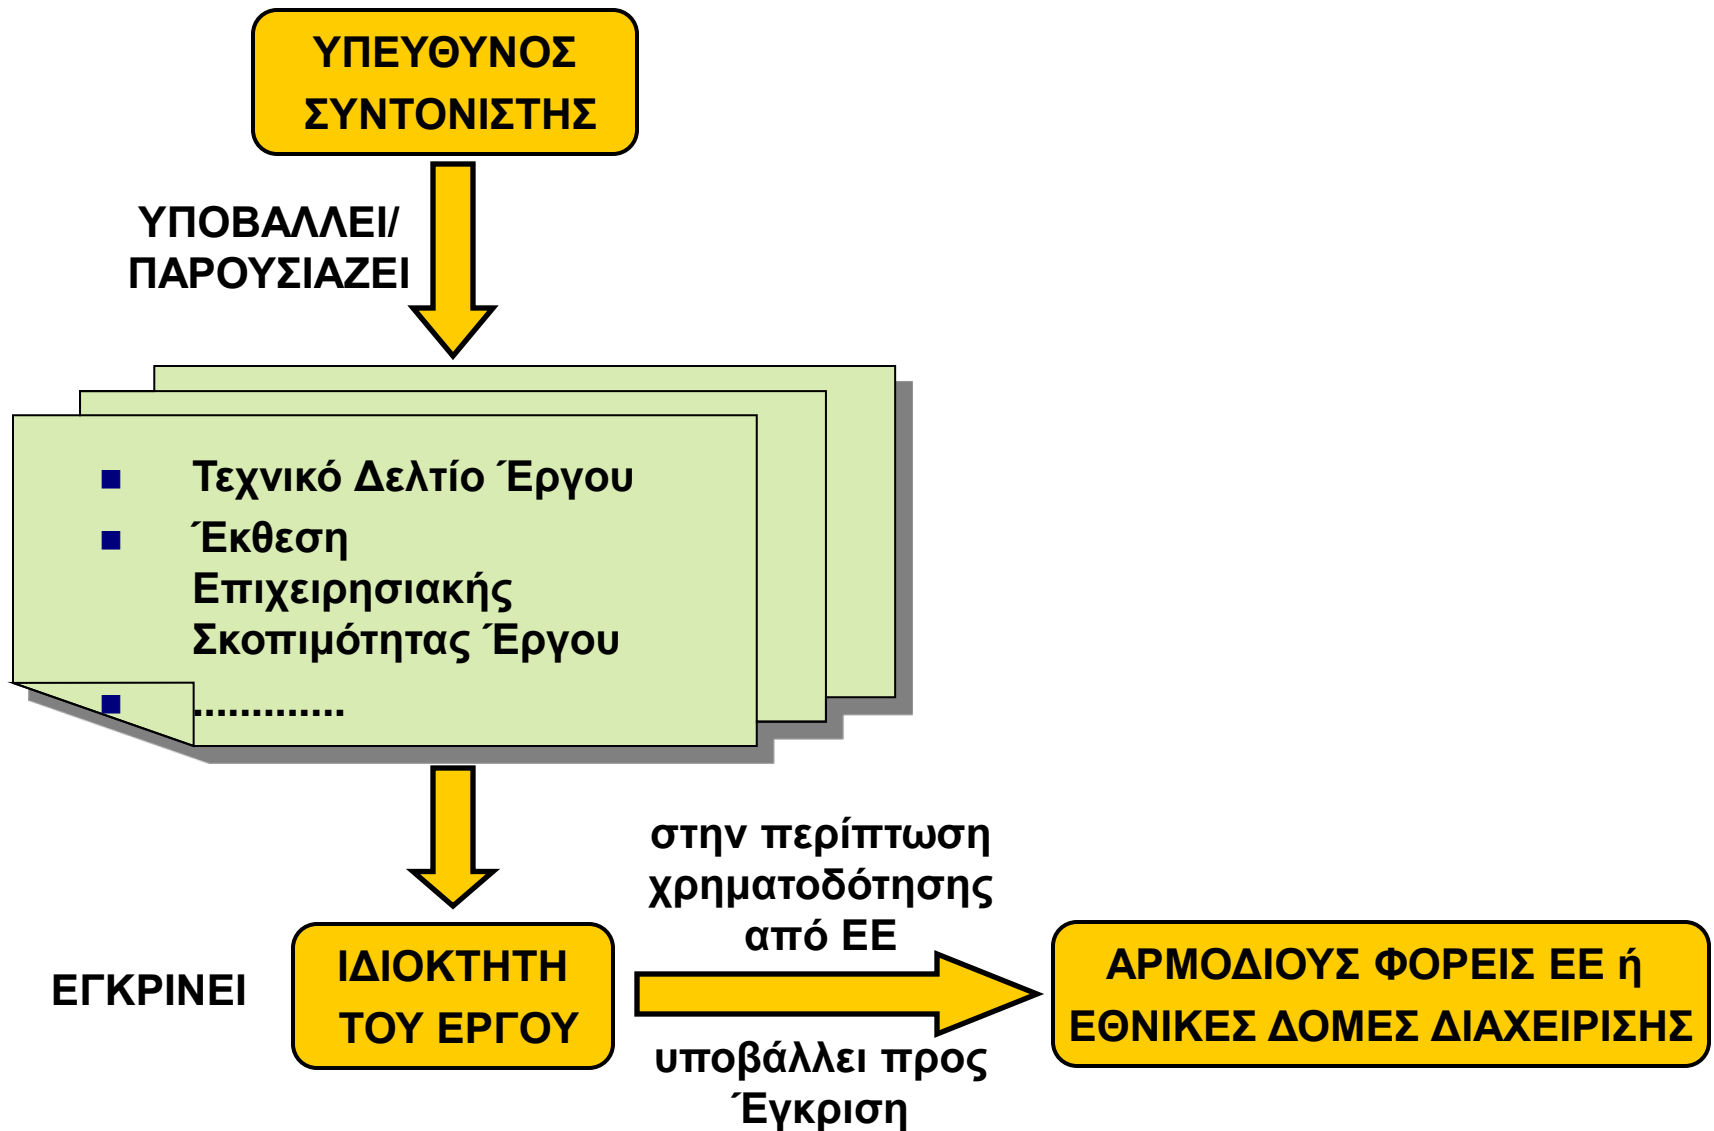 ΥΠΕΥΘΥΝΟΣ
ΣΥΝΤΟΝΙΣΤΗΣ
ΥΠΟΒΑΛΛΕΙ/
ΠΑΡΟΥΣΙΑΖΕΙ
Τεχνικό Δελτίο Έργου
Έκθεση
Επιχειρησιακής
Σκοπιμότητας Έργου
.............
στην περίπτωση
χρηματοδότησης
από ΕΕ
ΕΓΚΡΙΝΕΙ
ΙΔΙΟΚΤΗΤΗ
ΤΟΥ ΕΡΓΟΥ
ΑΡΜΟΔΙΟΥΣ ΦΟΡΕΙΣ ΕΕ ή
ΕΘΝΙΚΕΣ ΔΟΜΕΣ ΔΙΑΧΕΙΡΙΣΗΣ
υποβάλλει προς
Έγκριση